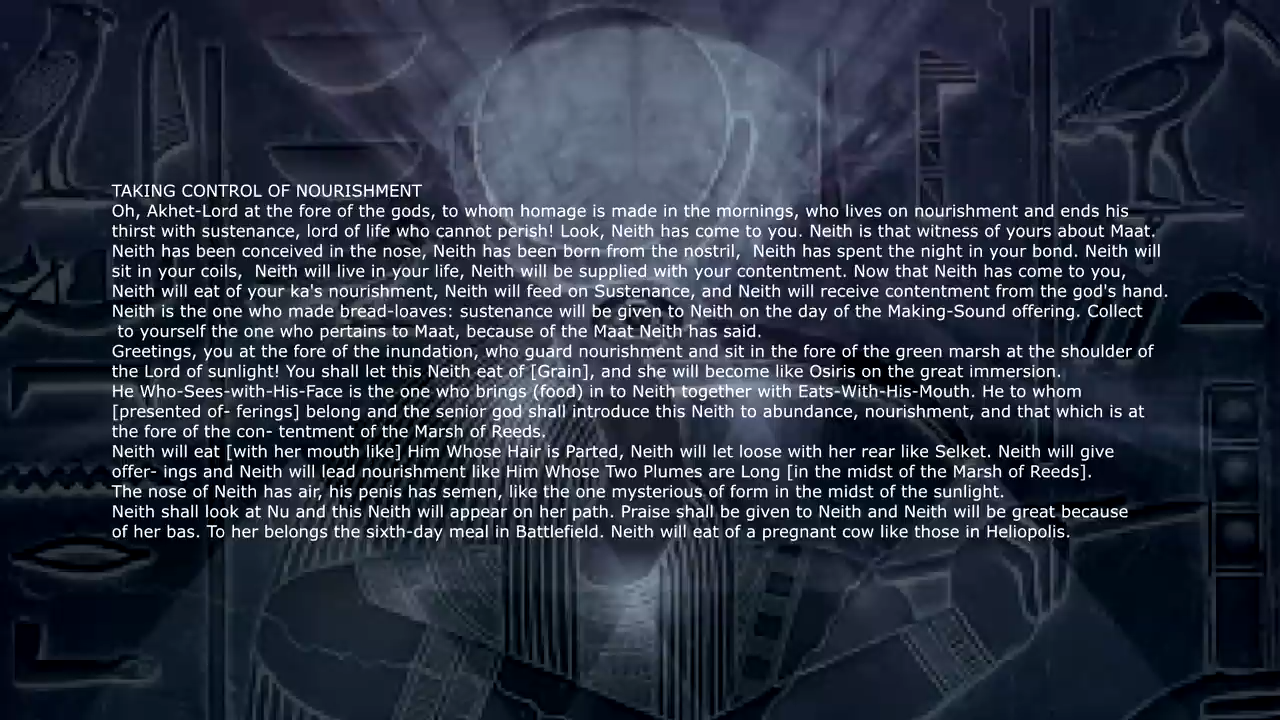 TAKING CONTROL OF NOURISHMENT
Oh, Akhet-Lord at the fore of the gods, to whom homage is made in the mornings, who lives on nourishment and ends his
thirst with sustenance, lord of life who cannot perish! Look, Neith has come to you. Neith is that witness of yours about Maat.
Neith has been conceived in the nose, Neith has been born from the nostril,  Neith has spent the night in your bond. Neith will
sit in your coils,  Neith will live in your life, Neith will be supplied with your contentment. Now that Neith has come to you,
Neith will eat of your ka's nourishment, Neith will feed on Sustenance, and Neith will receive contentment from the god's hand.
Neith is the one who made bread-loaves: sustenance will be given to Neith on the day of the Making-Sound offering. Collect
to yourself the one who pertains to Maat, because of the Maat Neith has said.
Greetings, you at the fore of the inundation, who guard nourishment and sit in the fore of the green marsh at the shoulder of
the Lord of sunlight! You shall let this Neith eat of [Grain], and she will become like Osiris on the great immersion.
He Who-Sees-with-His-Face is the one who brings (food) in to Neith together with Eats-With-His-Mouth. He to whom
[presented of- ferings] belong and the senior god shall introduce this Neith to abundance, nourishment, and that which is at
the fore of the con- tentment of the Marsh of Reeds.
Neith will eat [with her mouth like] Him Whose Hair is Parted, Neith will let loose with her rear like Selket. Neith will give
offer- ings and Neith will lead nourishment like Him Whose Two Plumes are Long [in the midst of the Marsh of Reeds].
The nose of Neith has air, his penis has semen, like the one mysterious of form in the midst of the sunlight.
Neith shall look at Nu and this Neith will appear on her path. Praise shall be given to Neith and Neith will be great because
of her bas. To her belongs the sixth-day meal in Battlefield. Neith will eat of a pregnant cow like those in Heliopolis.